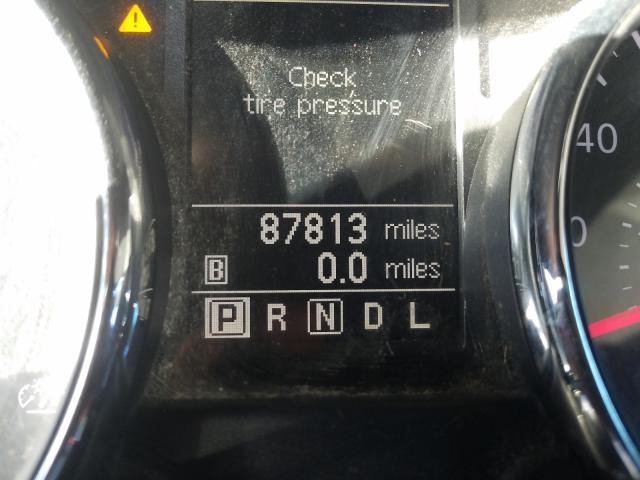 Check
tire pressure
40
0
87813 miles
B 0.0 miles
P R N D L